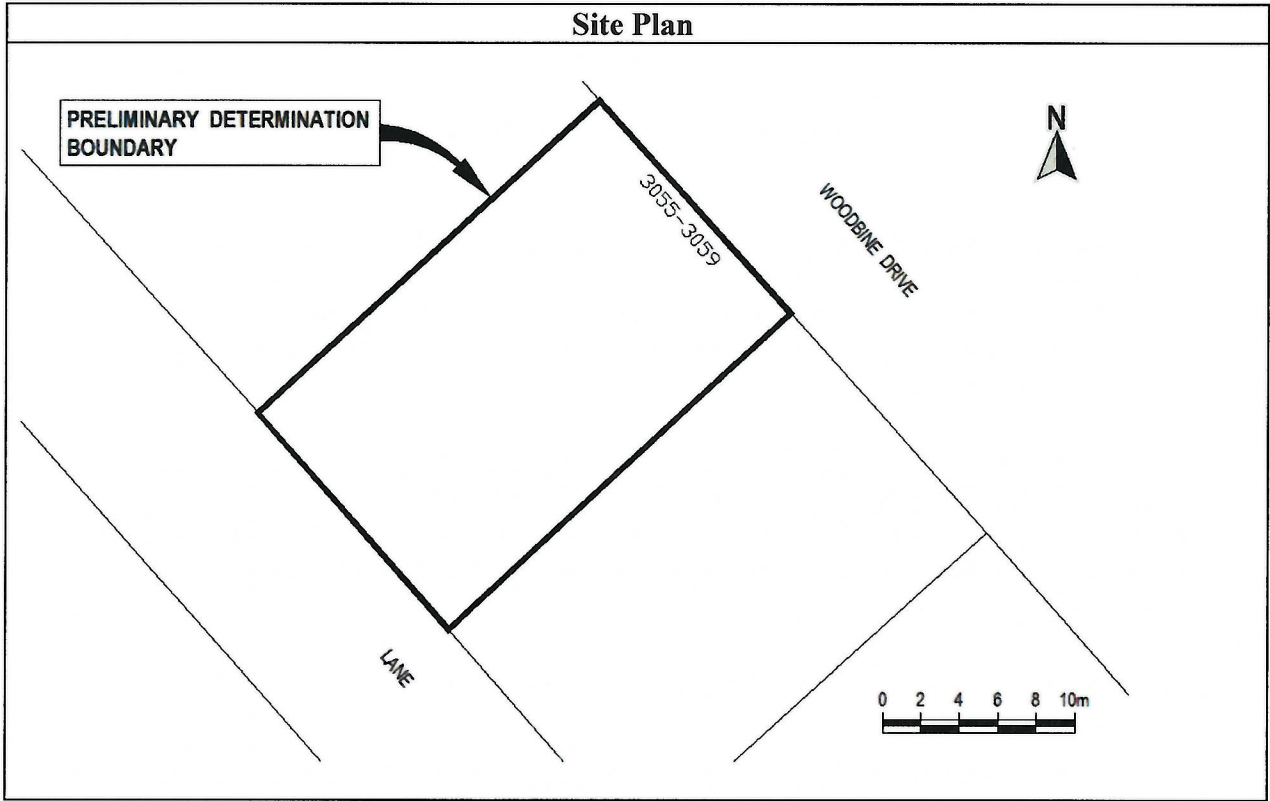 Site Plan
PRELIMINARY DETERMINATION
BOUNDARY
N
3055-3059
WOODBINE DRIVE
LANE
0 2 4 6 8 10m